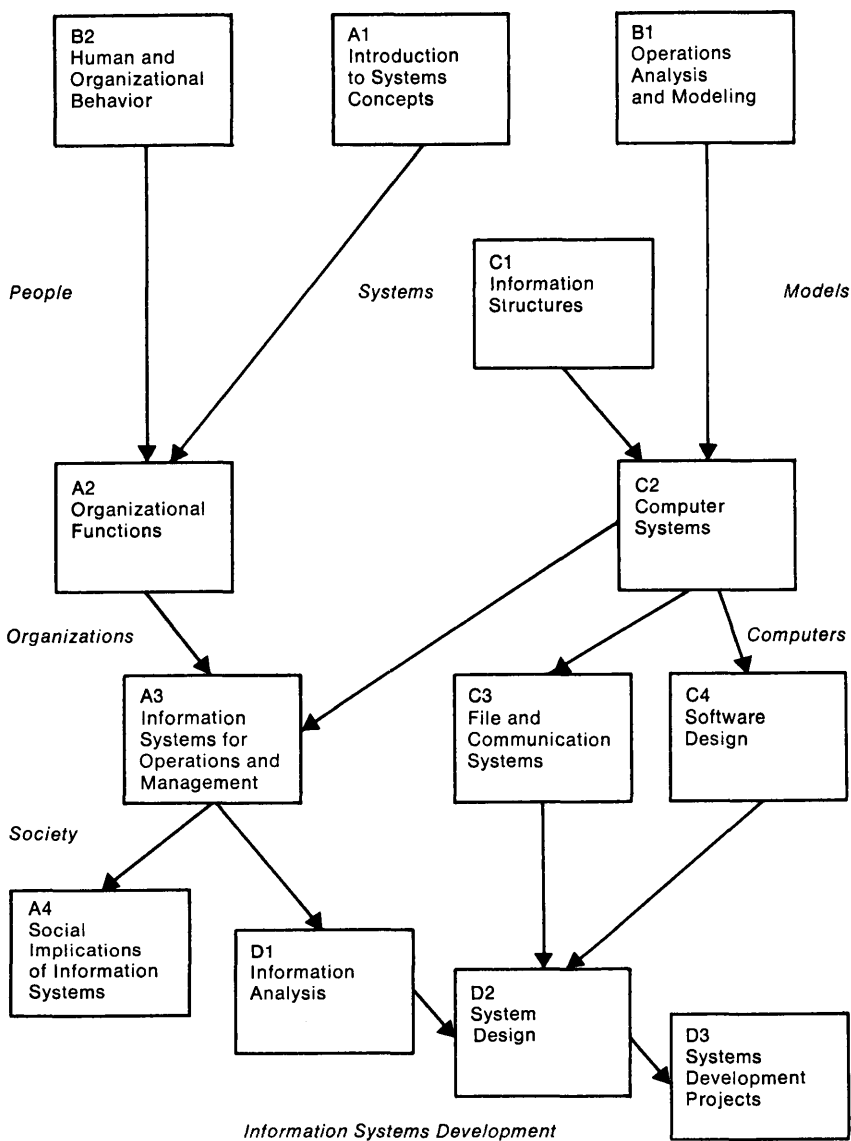 B2
Human and
Organizational
Behavior
A1
Introduction
to Systems
Concepts
B1
Operations
Analysis
and Modeling
People
Systems
C1
Information
Structures
Models
A2
Organizational
Functions
C2
Computer
Systems
Organizations
Computers
A3
Information
Systems for
Operations and
Management
C3
File and
Communication
Systems
C4
Software
Design
Society
A4
Social
Implications
of Information
Systems
D1
Information
Analysis
D2
System
Design
D3
Systems
Development
Projects
Information Systems Development